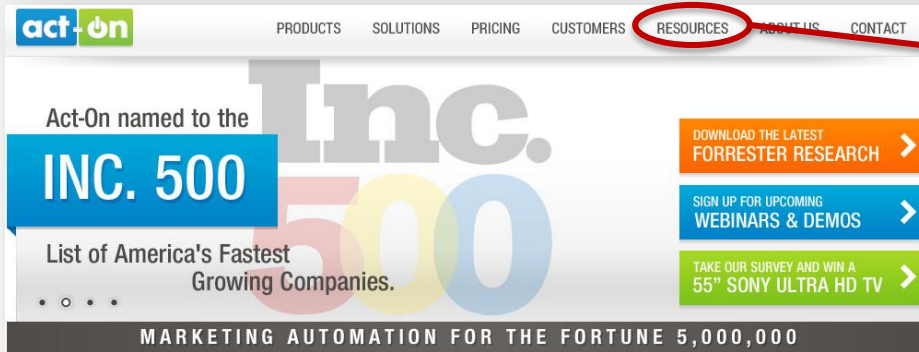 act-on
PRODUCTS SOLUTIONS PRICING CUSTOMERS RESOURCES ABOUT US CONTACT
Inc.
500
Act-On named to the
INC. 500
List of America's Fastest
Growing Companies.
DOWNLOAD THE LATEST
FORRESTER RESEARCH
SIGN UP FOR UPCOMING
WEBINARS & DEMOS
TAKE OUR SURVEY AND WIN A
55" SONY ULTRA HD TV
MARKETING AUTOMATION FOR THE FORTUNE 5,000,000